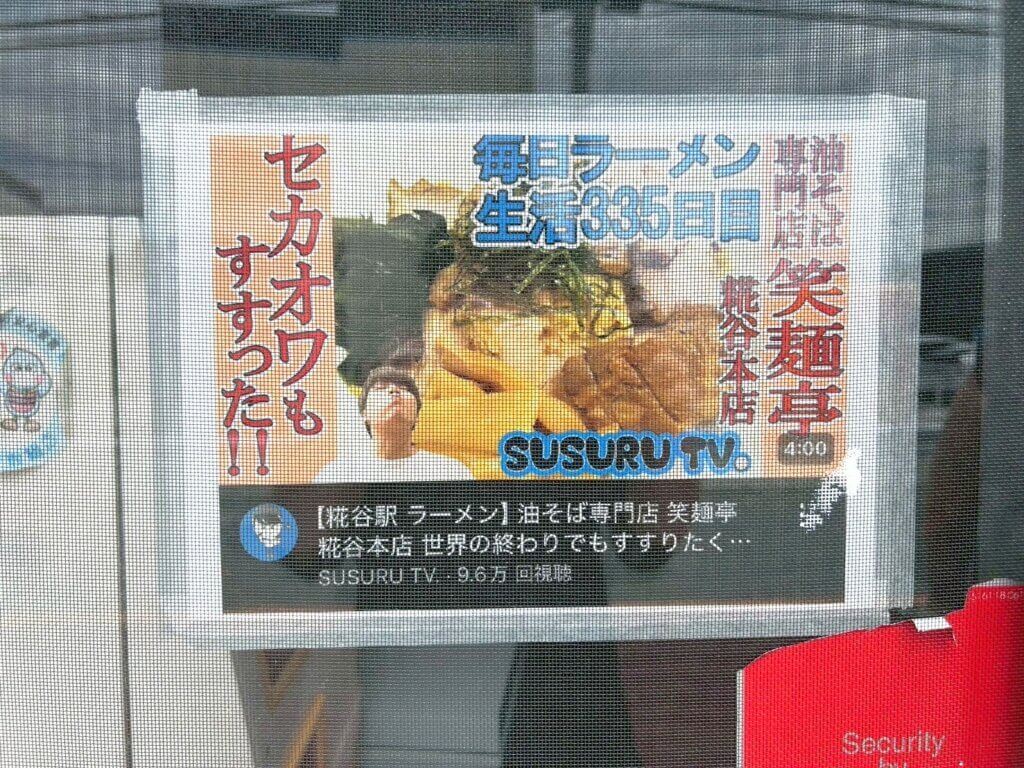 セカオワも
すすった!!
毎日ラーメン
生活335日目
油そば
専門店
笑麺亭
糀谷本店
SUSURU TV。
4:00
【糀谷駅 ラーメン】油そば専門店 笑麺亭
糀谷本店 世界の終わりでもすすりたく…
SUSURU TV.・9.6万 回視聴
Security
by